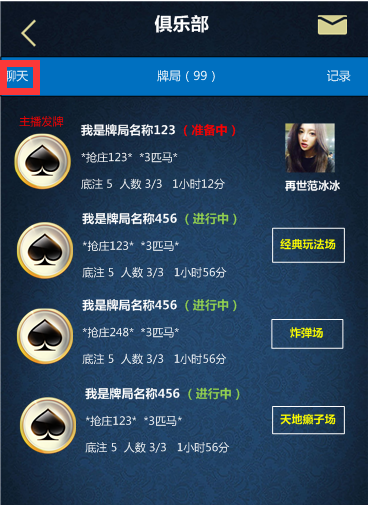 俱乐部
聊天
牌局（99）
记录
主播发牌
我是牌局名称123（准备中）
*抢庄123* *3匹马*
底注 5 人数 3/3 1小时12分
再世范冰冰
我是牌局名称456（进行中）
*抢庄123* *3匹马*
底注 5 人数 3/3 1小时56分
经典玩法场
我是牌局名称456（进行中）
*抢庄248* *3匹马*
底注 5 人数 3/3 1小时56分
炸弹场
我是牌局名称456（进行中）
*抢庄123* *3匹马*
底注 5 人数 3/3 1小时56分
天地癞子场